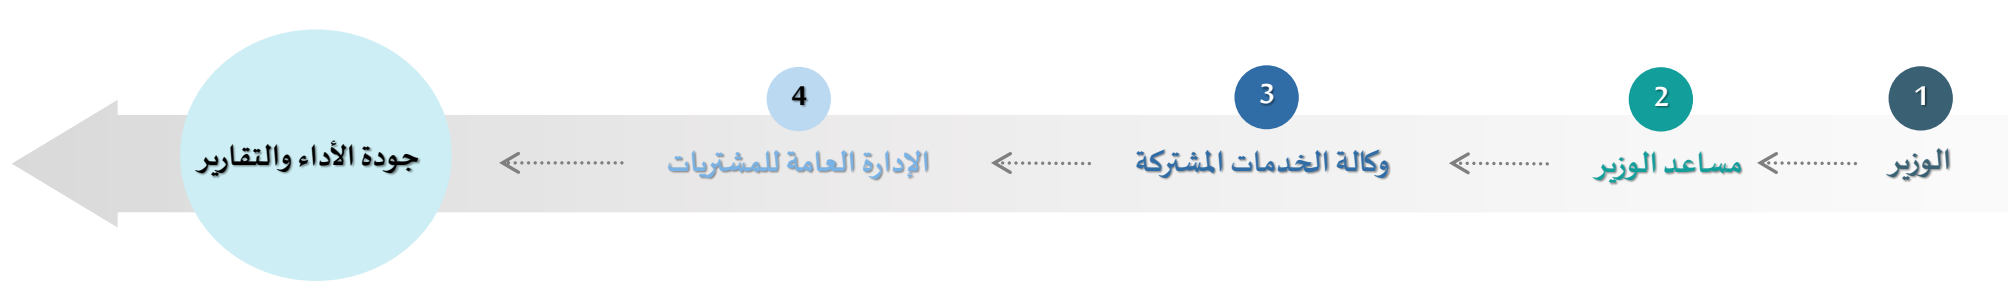 1
الوزير
2
مساعد الوزير
3
وكالة الخدمات المشتركة
4
الإدارة العامة للمشتريات
جودة الأداء والتقارير